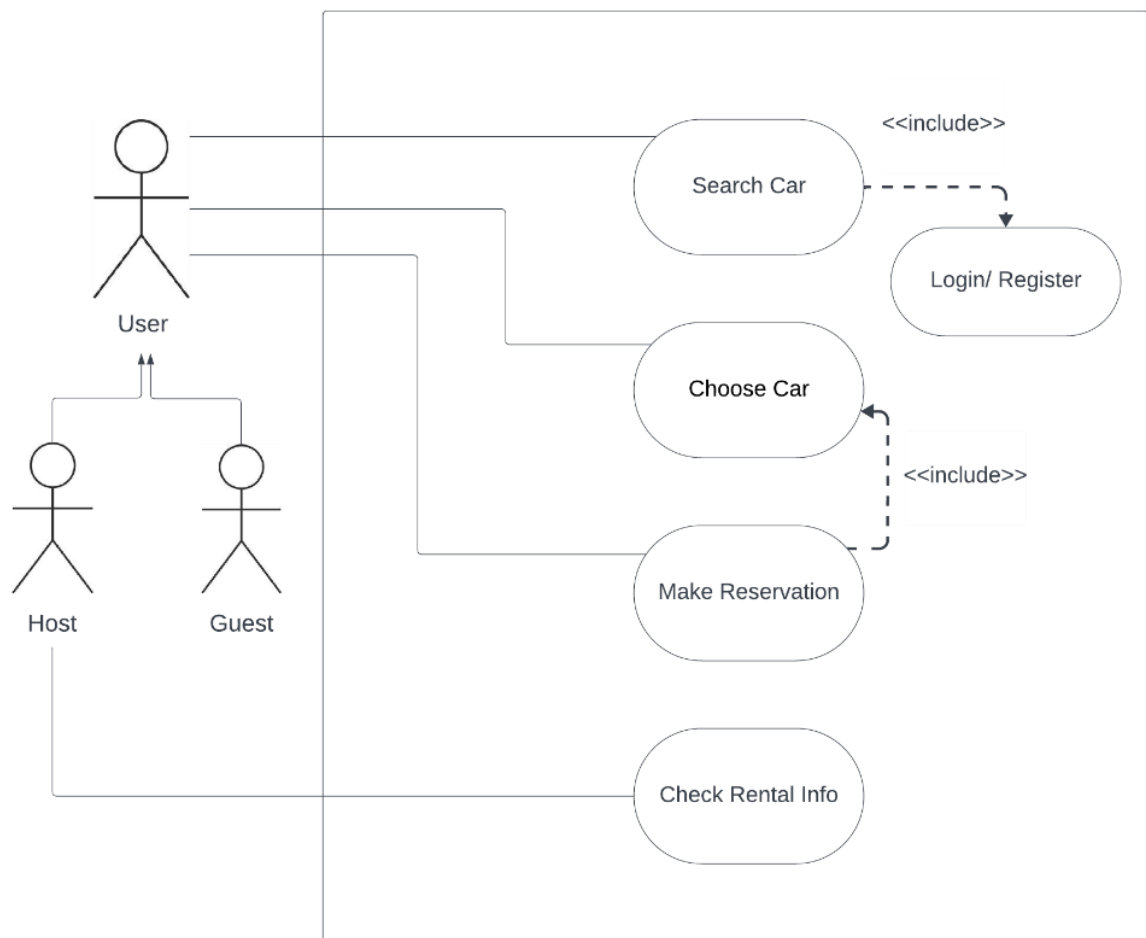 <<include>>
Search Car
Login/ Register
User
Choose Car
<<include>>
Make Reservation
Host
Guest
Check Rental Info